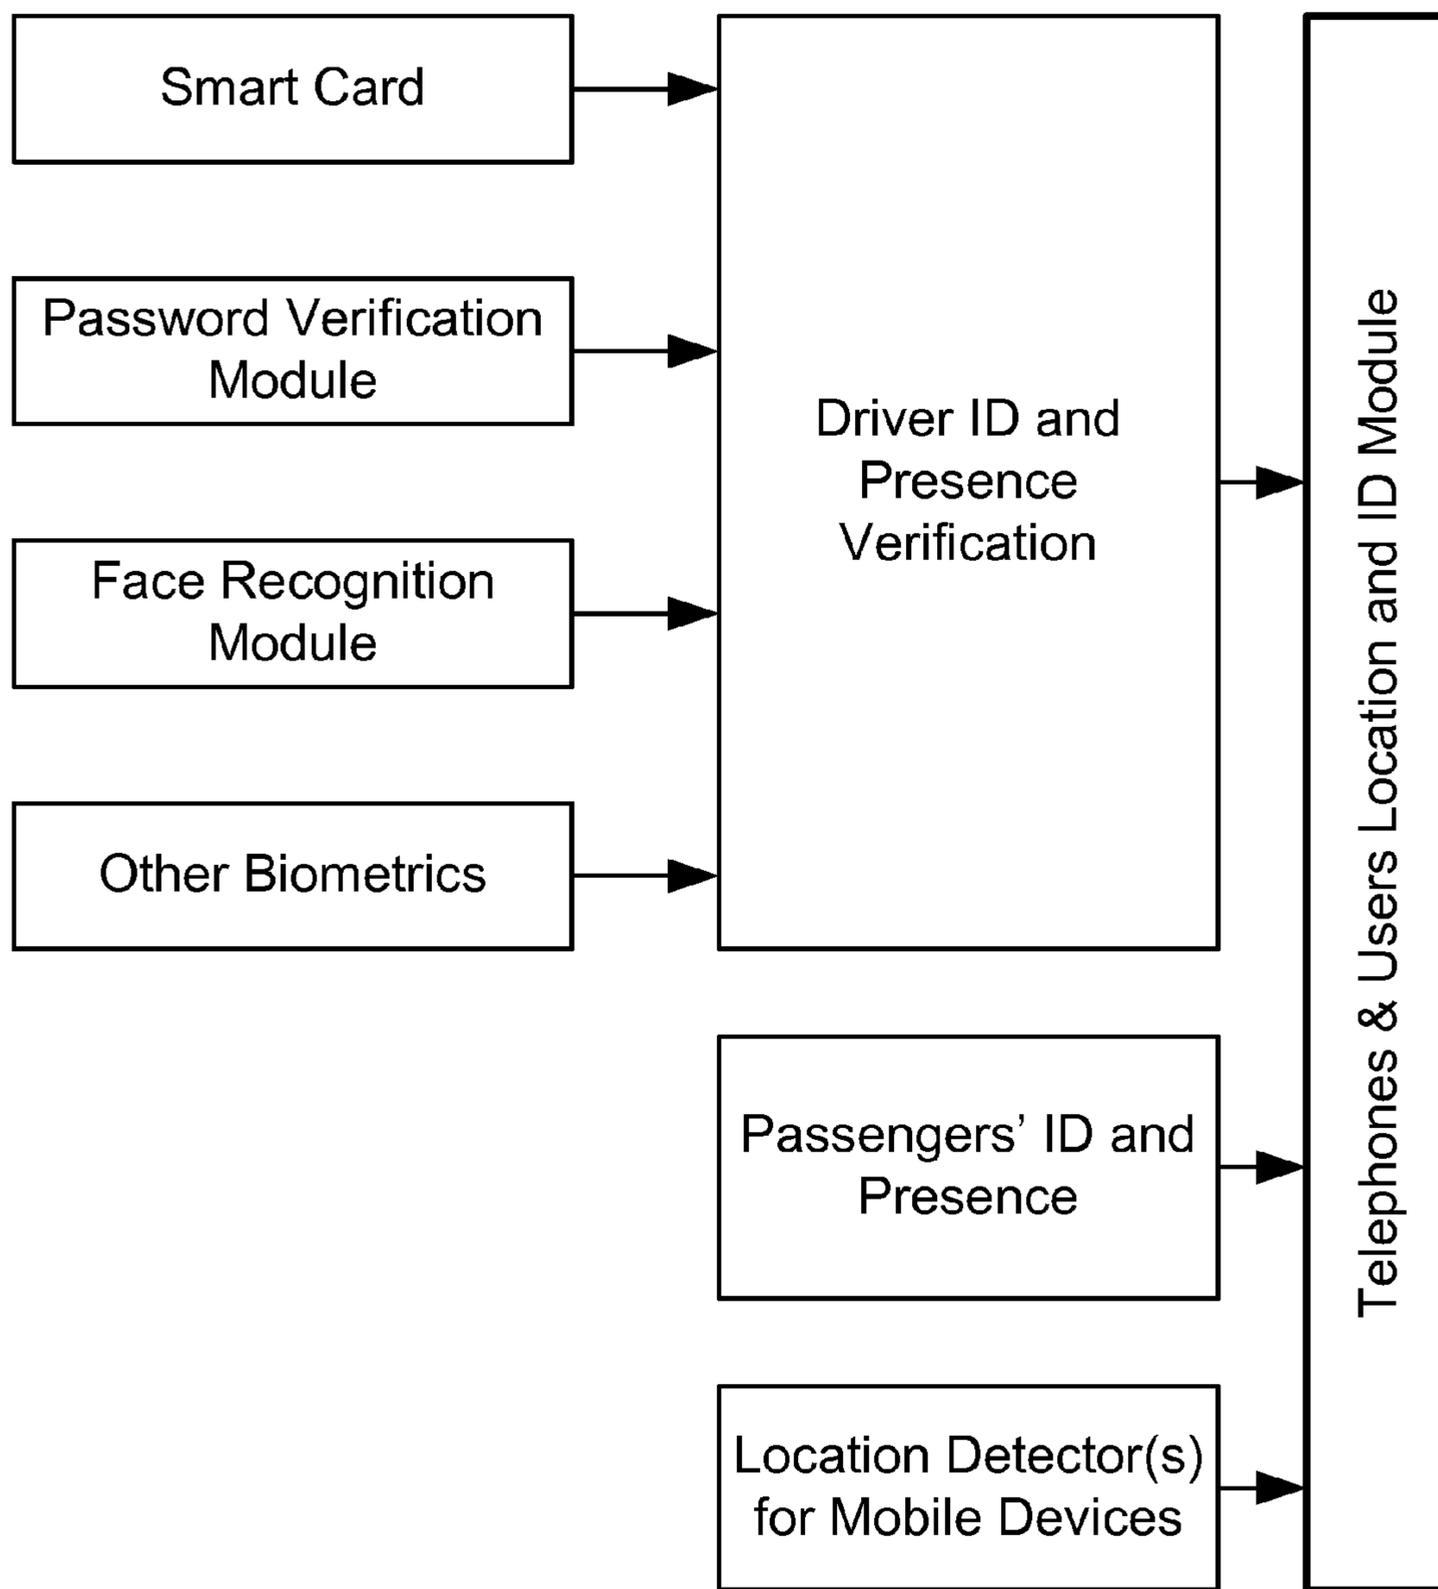 Smart Card
Password Verification
Module
Face Recognition
Module
Other Biometrics
Driver ID and
Presence
Verification
Passengers’ ID and
Presence
Location Detector(s)
for Mobile Devices
Telephones & Users Location and ID Module